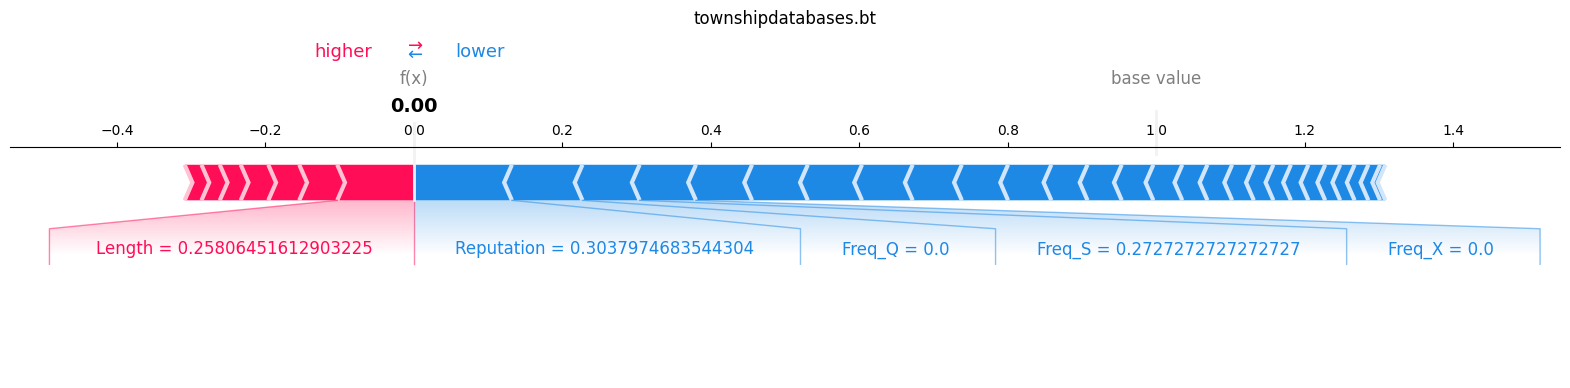 townshipdatabases.bt
higher ⇄ lower
f(x) base value
0.00
−0.4 −0.2 0.0 0.2 0.4 0.6 0.8 1.0 1.2 1.4
Length = 0.25806451612903225 Reputation = 0.3037974683544304 Freq_Q = 0.0 Freq_S = 0.2727272727272727 Freq_X = 0.0